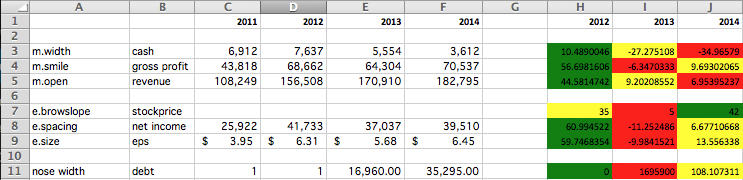 A B C D E F G H I J
1 2011 2012 2013 2014 2012 2013 2014
2
3 m.width cash 6,912 7,637 5,554 3,612 10.4890046 -27.275108 -34.96579
4 m.smile gross profit 43,818 68,662 64,304 70,537 56.6981606 -6.3470333 9.69302065
5 m.open revenue 108,249 156,508 170,910 182,795 44.5814742 9.20208552 6.95395237
6
7 e.browslope stockprice 35 5 42
8 e.spacing net income 25,922 41,733 37,037 39,510 60.994522 -11.252486 6.67710668
9 e.size eps $ 3.95 $ 6.31 $ 5.68 $ 6.45 59.7468354 -9.9841521 13.556338
10
11 nose width debt 1 1 16,960.00 35,295.00 0 1695900 108.107311